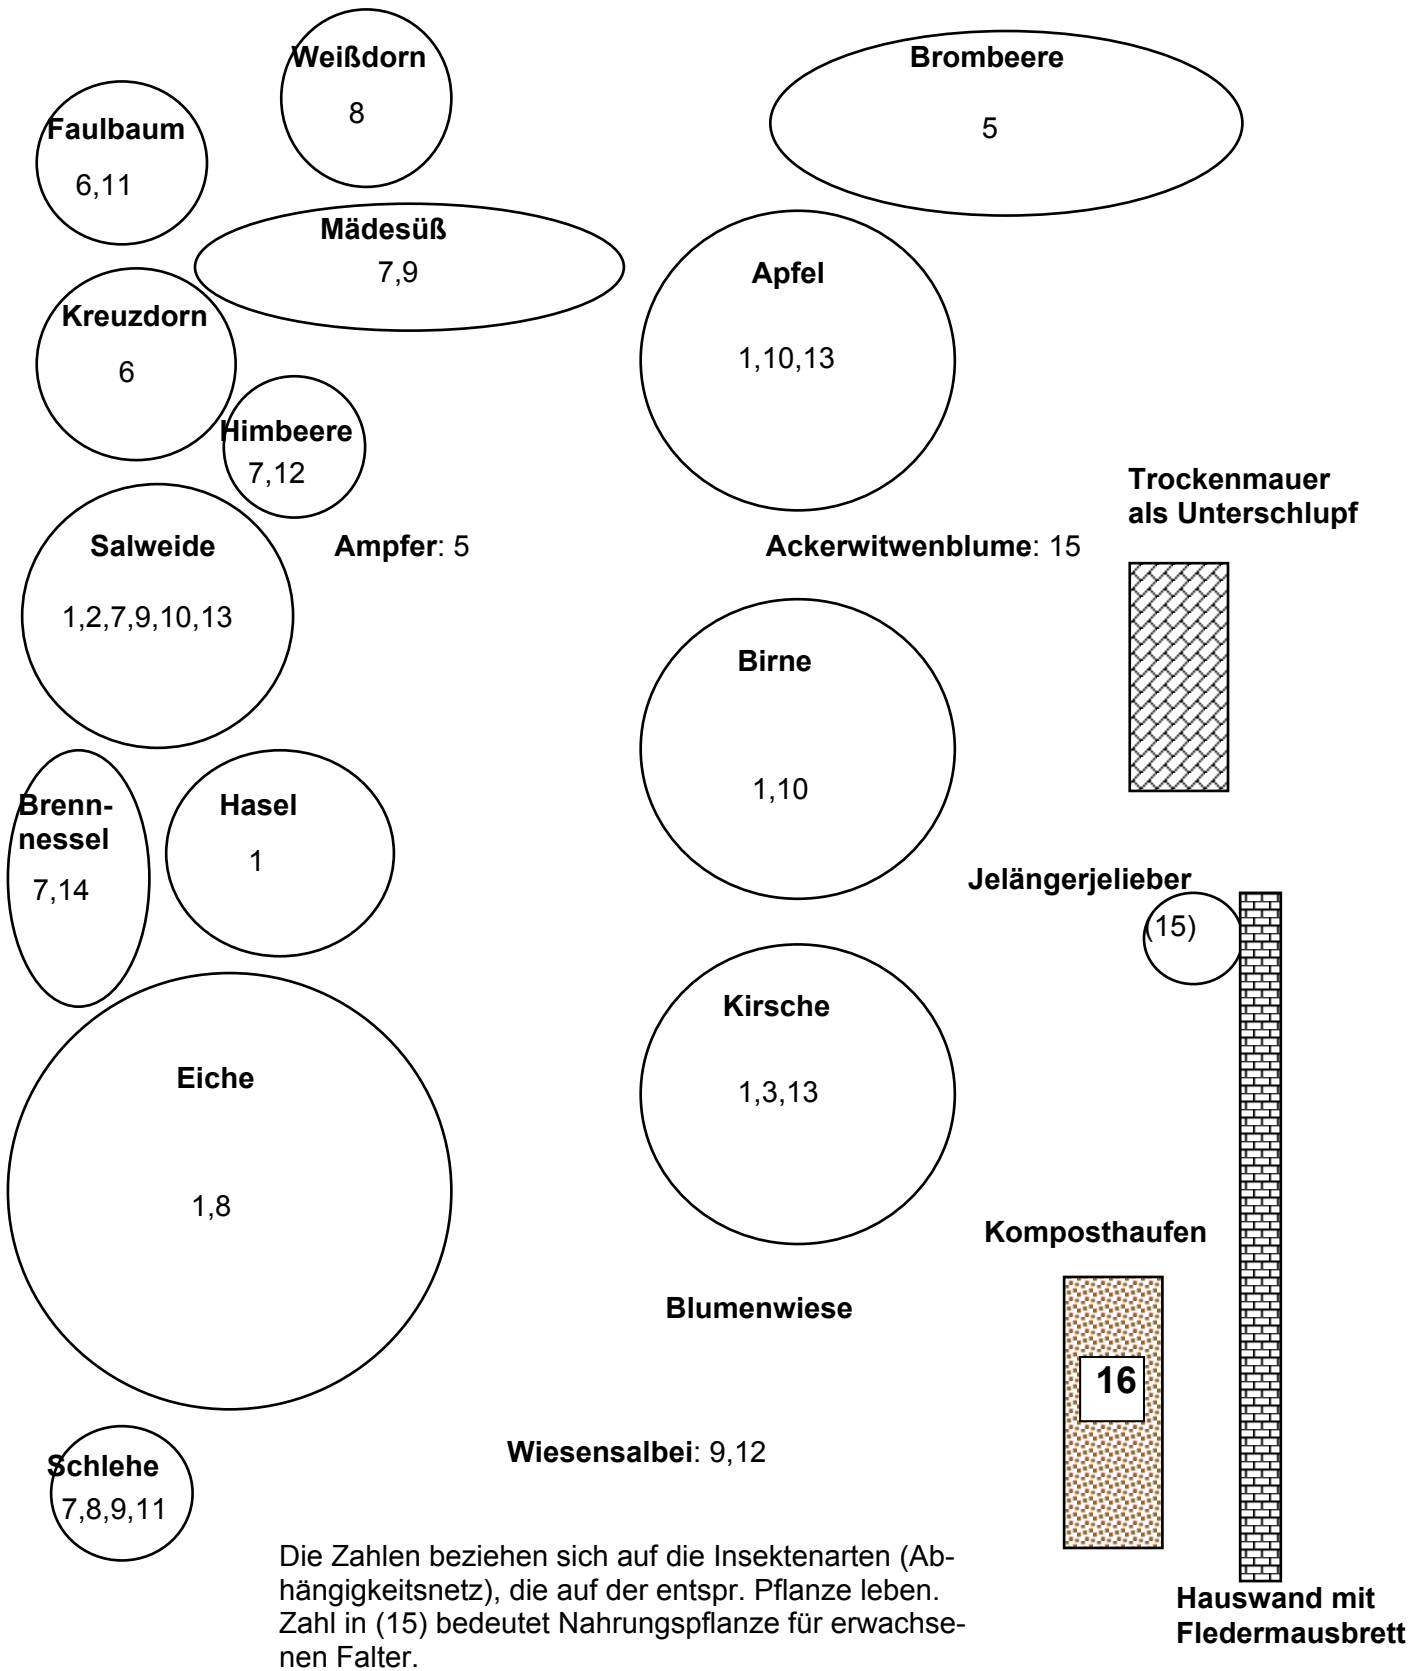 Weißdorn
8
Brombeere
5
Faulbaum
6,11
Mädesüß
7,9
Apfel
1,10,13
Kreuzdorn
6
Himbeere
7,12
Trockenmauer
als Unterschlupf
Salweide
1,2,7,9,10,13
Ampfer: 5
Ackerwitwenblume: 15
Birne
1,10
Brenn-
nessel
7,14
Hasel
1
Jelängerjelieber
(15)
Kirsche
1,3,13
Eiche
1,8
Komposthaufen
16
Blumenwiese
Wiesensalbei: 9,12
Schlehe
7,8,9,11
Die Zahlen beziehen sich auf die Insektenarten (Ab-
hängigkeitsnetz), die auf der entspr. Pflanze leben.
Zahl in (15) bedeutet Nahrungspflanze für erwachse-
nen Falter.
Hauswand mit
Fledermausbrett